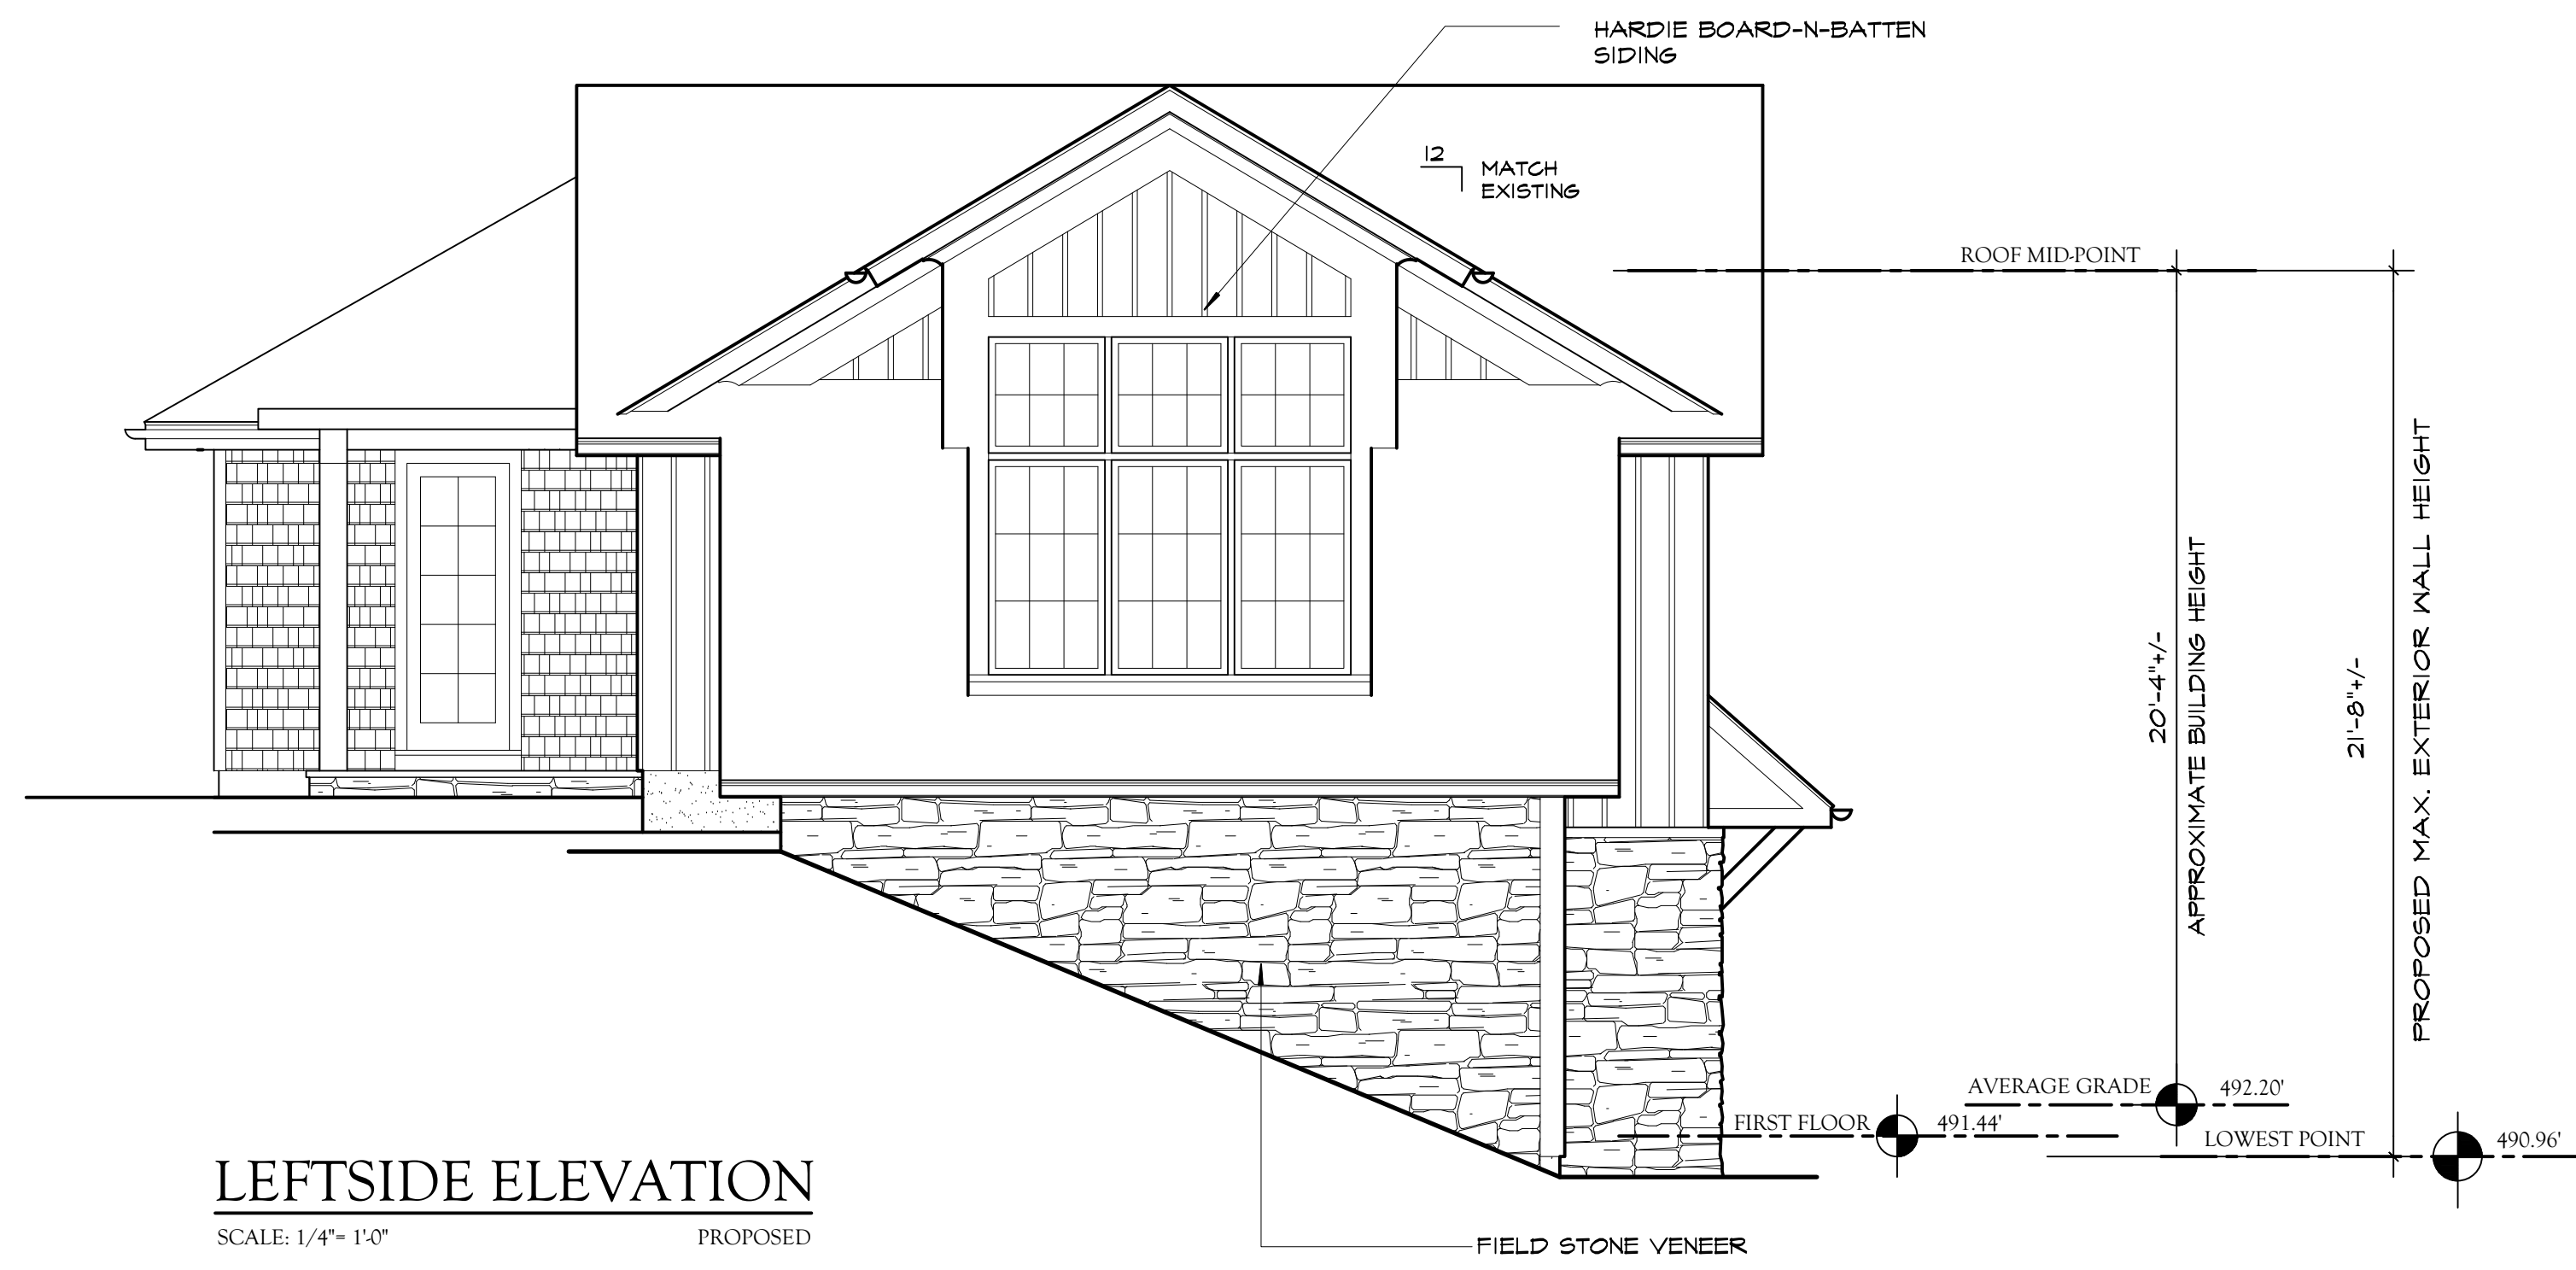 HARDIE BOARD-N-BATTEN
SIDING
12
MATCH
EXISTING
ROOF MID-POINT
20'-4"+/-
APPROXIMATE BUILDING HEIGHT
21'-8"+/-
PROPOSED MAX. EXTERIOR WALL HEIGHT
AVERAGE GRADE 492.20'
FIRST FLOOR 491.44'
LOWEST POINT 490.96'
LEFTSIDE ELEVATION
SCALE: 1/4"= 1'-0" PROPOSED
FIELD STONE VENEER